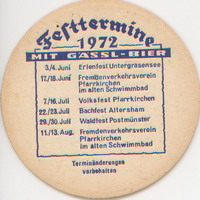 Festtermine
1972
MIT GÄSSL-BIER
3./4. Juni Erlenfest Untergrasensee
17./18. Juni Fremdenverkehrsverein
Pfarrkirchen
im alten Schwimmbad
7./16. Juli Volksfest Pfarrkirchen
22./23. Juli Bachfest Altersham
29./30. Juli Waldfest Postmünster
11./13. Aug. Fremdenverkehrsverein
Pfarrkirchen
im alten Schwimmbad
Terminänderungen
vorbehalten